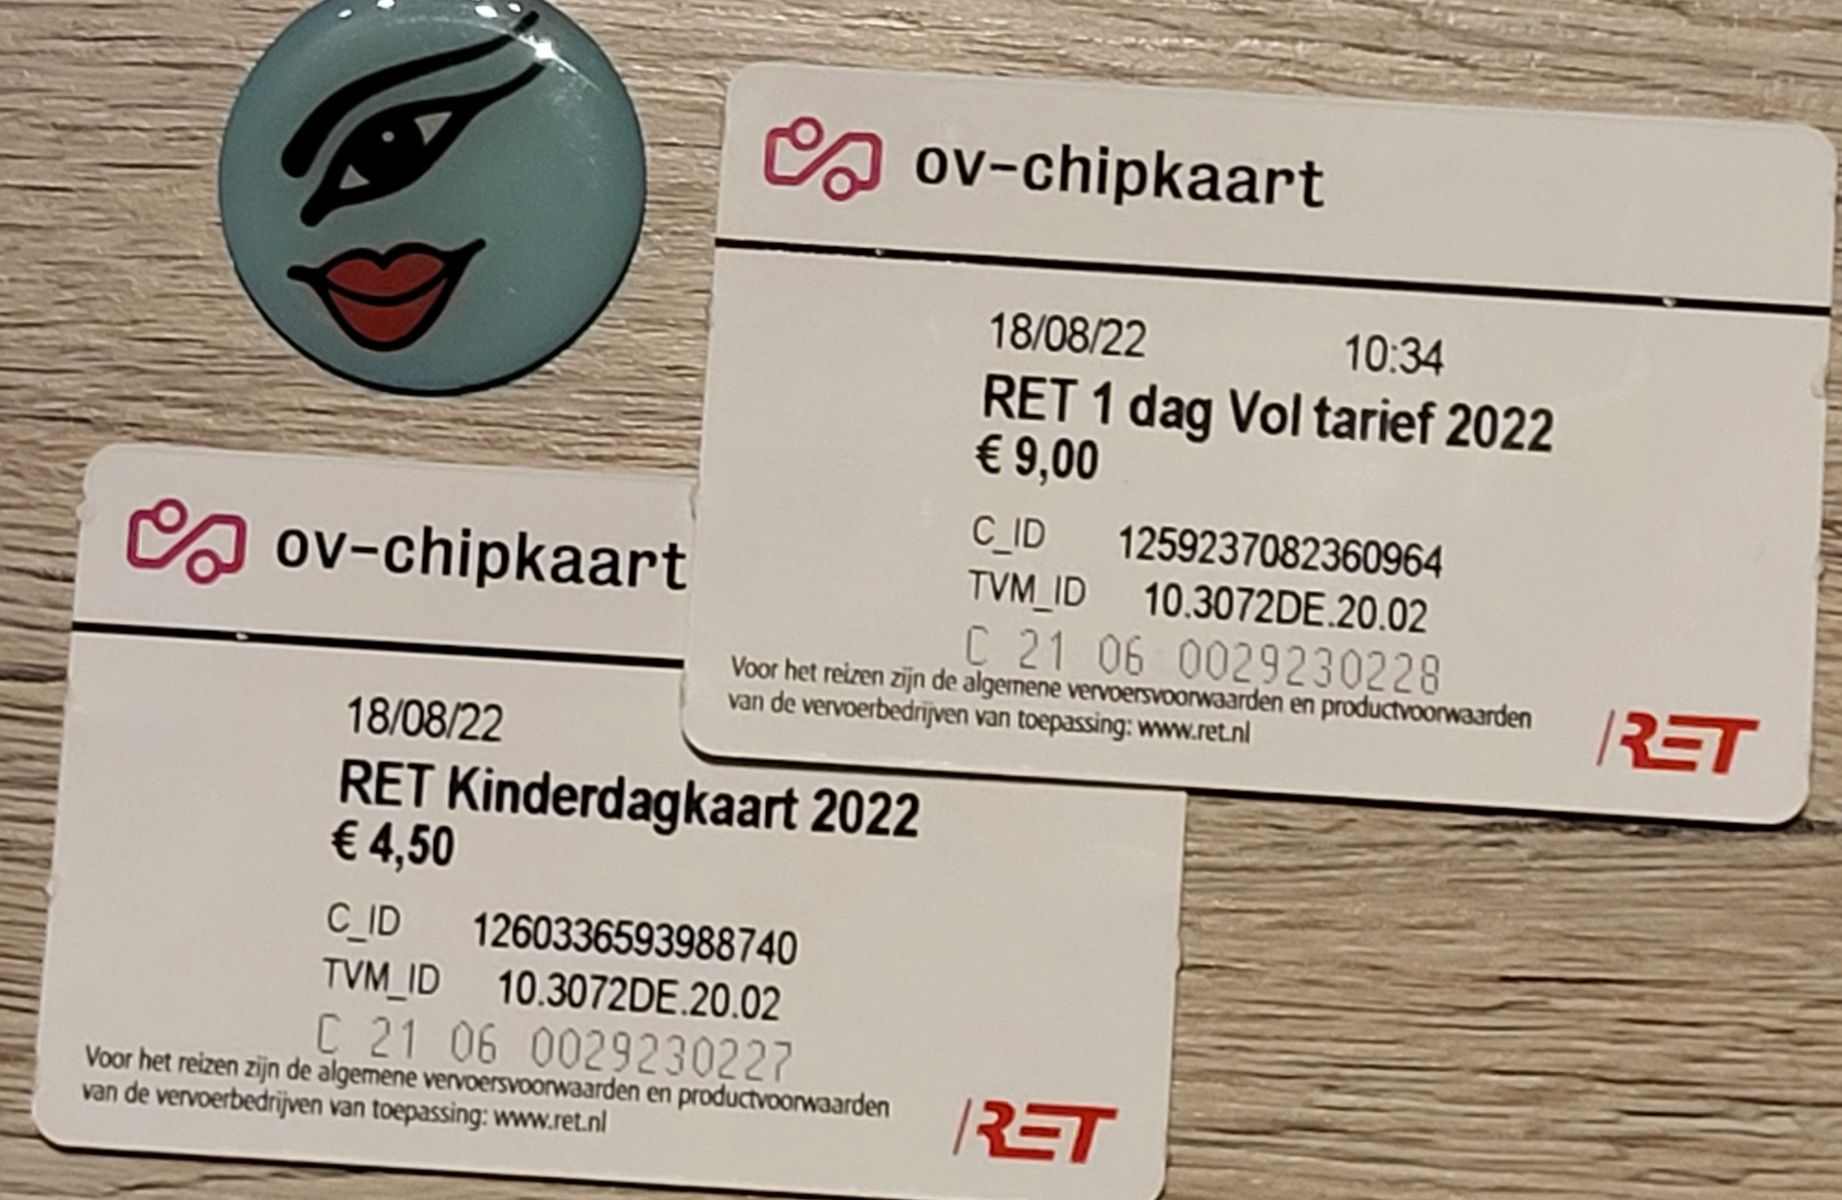 ov-chipkaart
18/08/22 10:34
RET 1 dag Vol tarief 2022
€ 9,00
C_ID 1259237082360964
TVM_ID 10.3072DE.20.02
C 21 06 0029230228
Voor het reizen zijn de algemene vervoersvoorwaarden en productvoorwaarden
van de vervoerbedrijven van toepassing: www.ret.nl
RET
ov-chipkaart
18/08/22
RET Kinderdagkaart 2022
€ 4,50
C_ID 1260336593988740
TVM_ID 10.3072DE.20.02
C 21 06 0029230227
Voor het reizen zijn de algemene vervoersvoorwaarden en productvoorwaarden
van de vervoerbedrijven van toepassing: www.ret.nl
RET